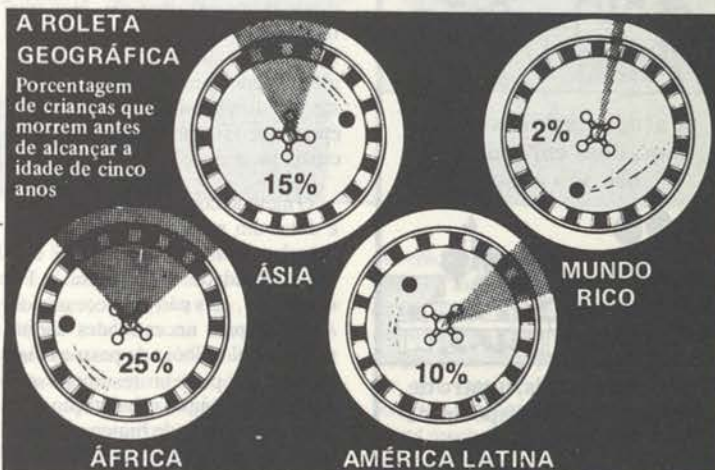 A ROLETA
GEOGRÁFICA
Porcentagem
de crianças que
morrem antes
de alcançar a
idade de cinco
anos
15%
ÁSIA
2%
MUNDO
RICO
25%
ÁFRICA
10%
AMÉRICA LATINA